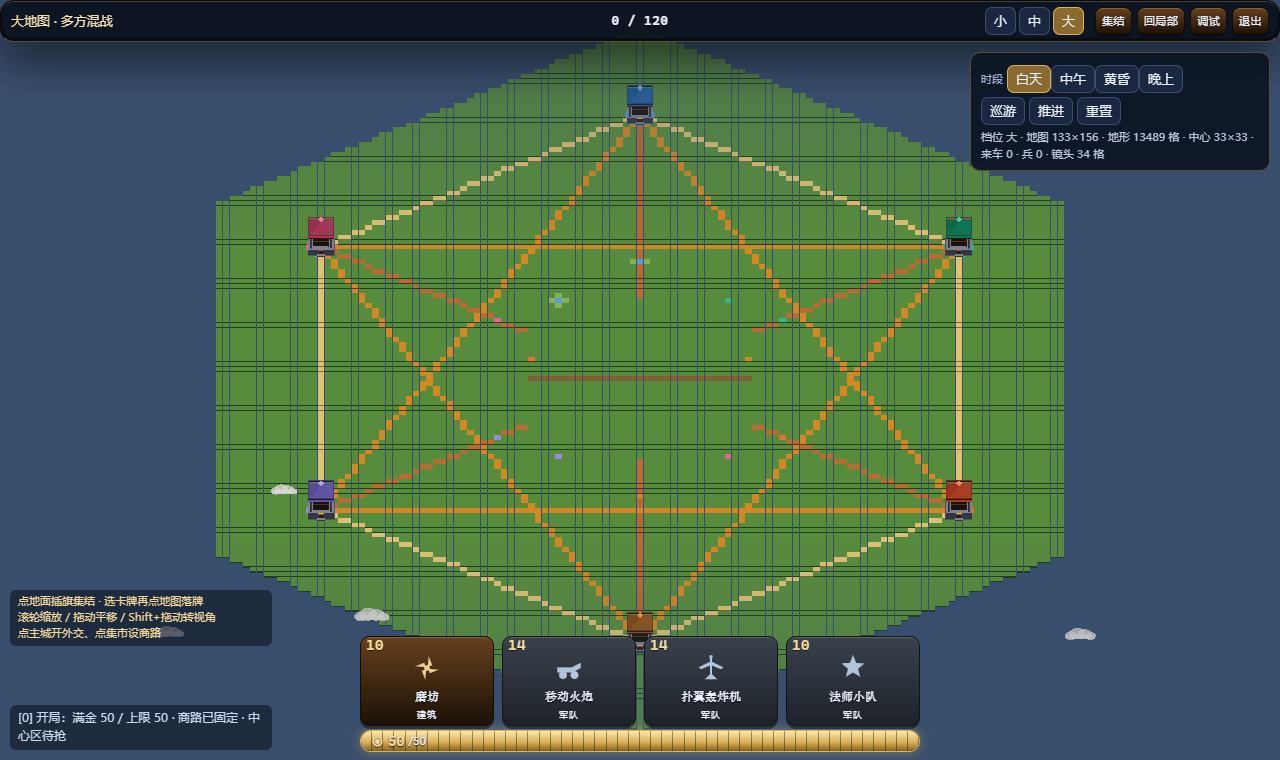 大地图 · 多方混战
0 / 120
小 中 大 集结 回局部 调试 退出
时段 白天 中午 黄昏 晚上
巡游 推进 重置
档位 大 · 地图 133×156 · 地形 13489 格 · 中心 33×33 ·
来车 0 · 兵 0 · 镜头 34 格
点地面插旗集结 · 选卡牌再点地图落牌
滚轮缩放 / 拖动平移 / Shift+拖动转视角
点主城开外交、点集市设商路
[0] 开局：满金 50 / 上限 50 · 商路已固定 · 中
心区待抢
10
磨坊
建筑
14
移动火炮
军队
14
扑翼轰炸机
军队
10
法师小队
军队
50 /50